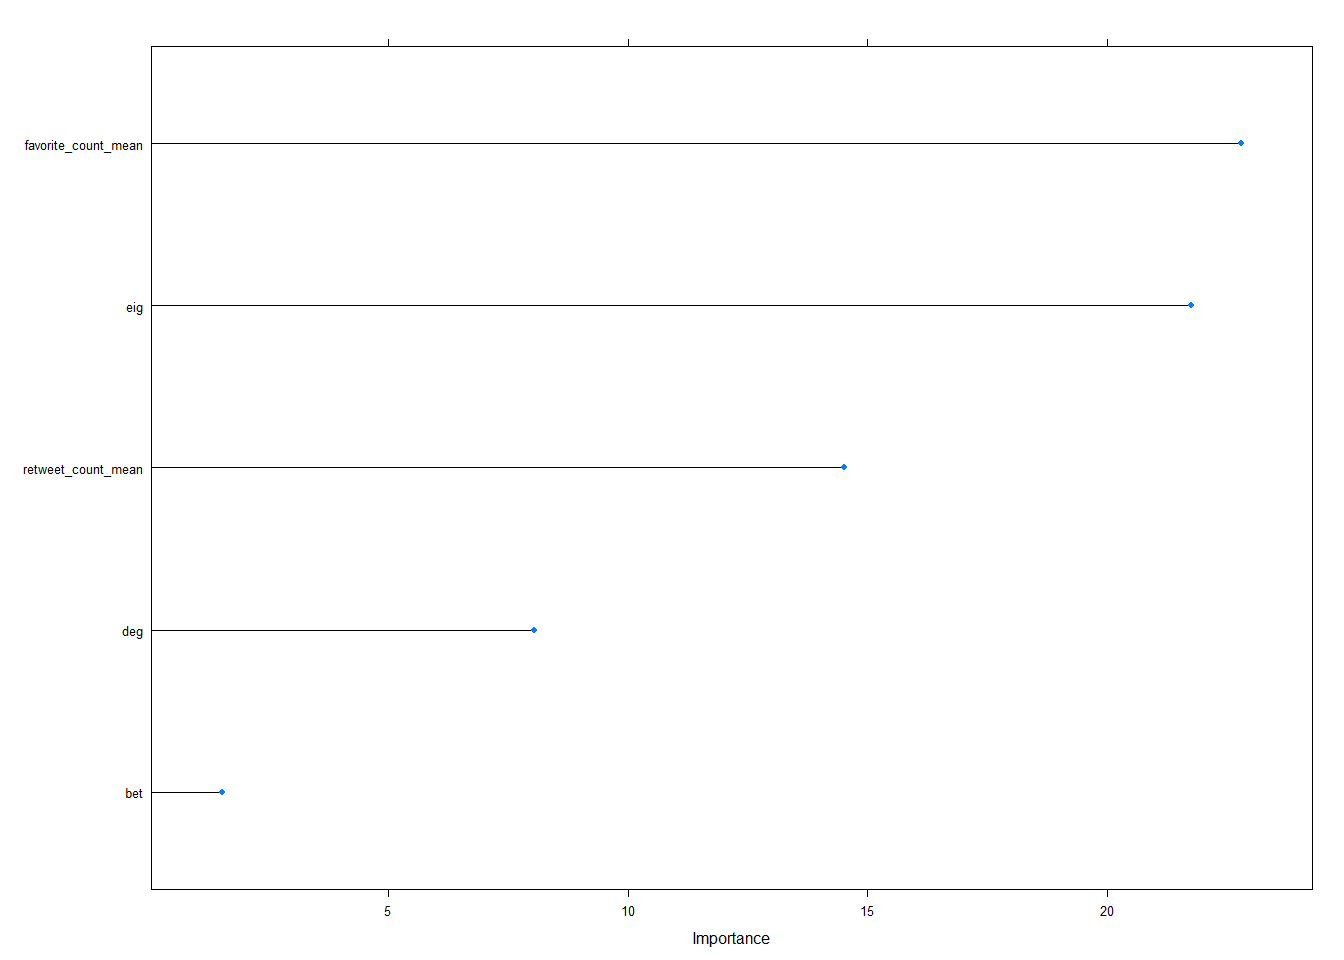 favorite_count_mean
eig
retweet_count_mean
deg
bet
5 10 15 20
Importance